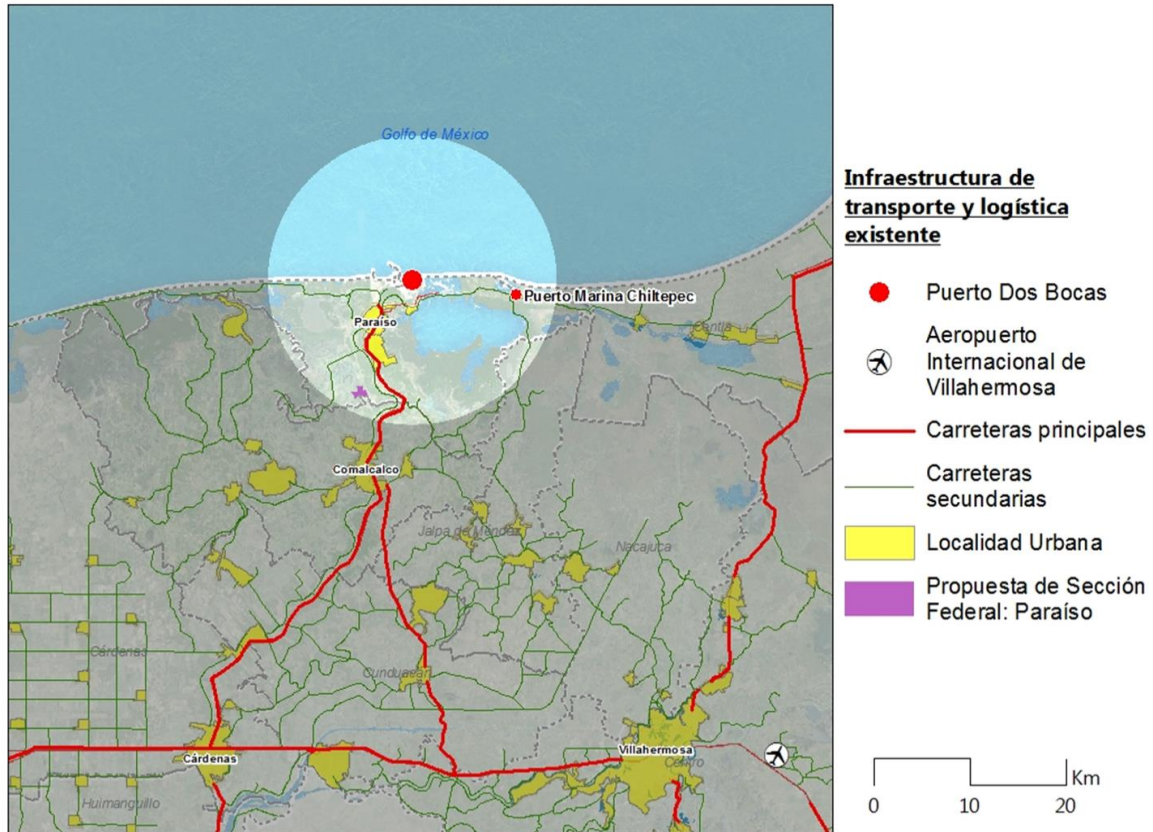 Golfo de México
Puerto Marina Chiltepec
Paraíso
Centla
Comalcalco
Jalpa de Méndez
Nacajuca
Cárdenas
Cunduacán
Villahermosa
Centro
Cárdenas
Huimanguillo
Infraestructura de
transporte y logística
existente
Puerto Dos Bocas
Aeropuerto
Internacional de
Villahermosa
Carreteras principales
Carreteras
secundarias
Localidad Urbana
Propuesta de Sección
Federal: Paraíso
Km
0 10 20